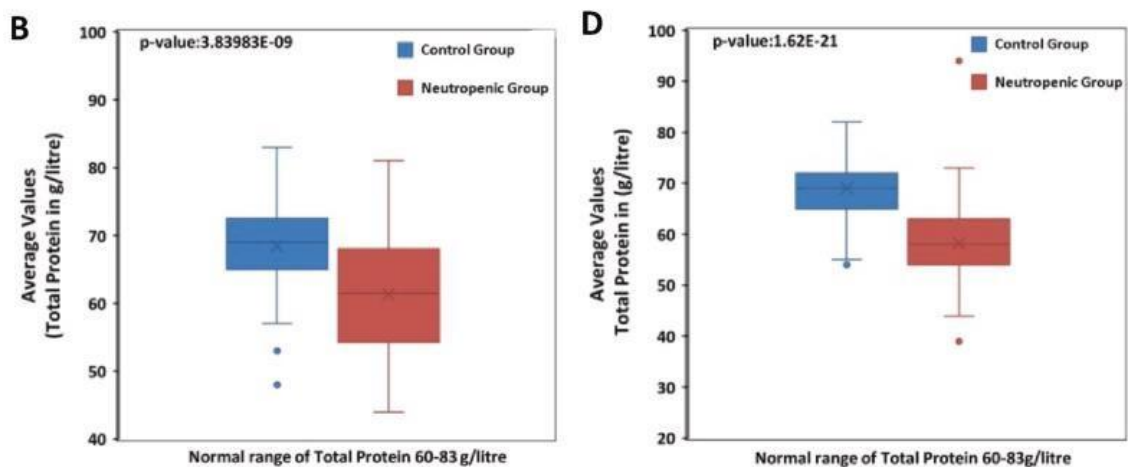 B
p-value:3.83983E-09
Control Group
Neutropenic Group
100
90
80
70
60
50
40
Average Values
(Total Protein in g/litre)
Normal range of Total Protein 60-83 g/litre
D
p-value:1.62E-21
Control Group
Neutropenic Group
100
90
80
70
60
50
40
30
20
Average Values
Total Protein in (g/litre)
Normal range of Total Protein 60-83g/litre